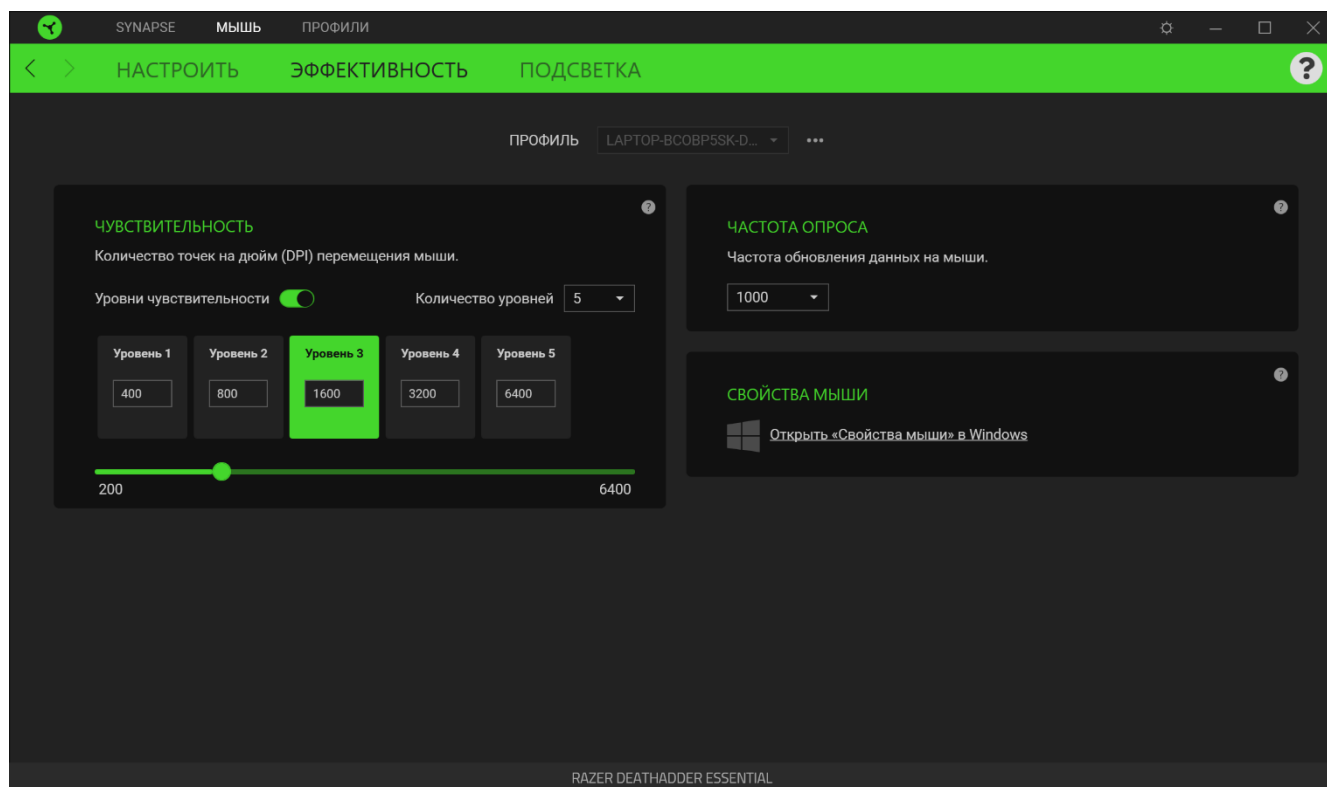 SYNAPSE МЫШЬ ПРОФИЛИ
НАСТРОИТЬ ЭФФЕКТИВНОСТЬ ПОДСВЕТКА
?
ПРОФИЛЬ LAPTOP-BCOBP5SK-D... •••
ЧУВСТВИТЕЛЬНОСТЬ
?
Количество точек на дюйм (DPI) перемещения мыши.
Уровни чувствительности Количество уровней 5
Уровень 1 Уровень 2 Уровень 3 Уровень 4 Уровень 5
400 800 1600 3200 6400
200 6400
ЧАСТОТА ОПРОСА
?
Частота обновления данных на мыши.
1000
СВОЙСТВА МЫШИ
?
Открыть «Свойства мыши» в Windows
RAZER DEATHADDER ESSENTIAL